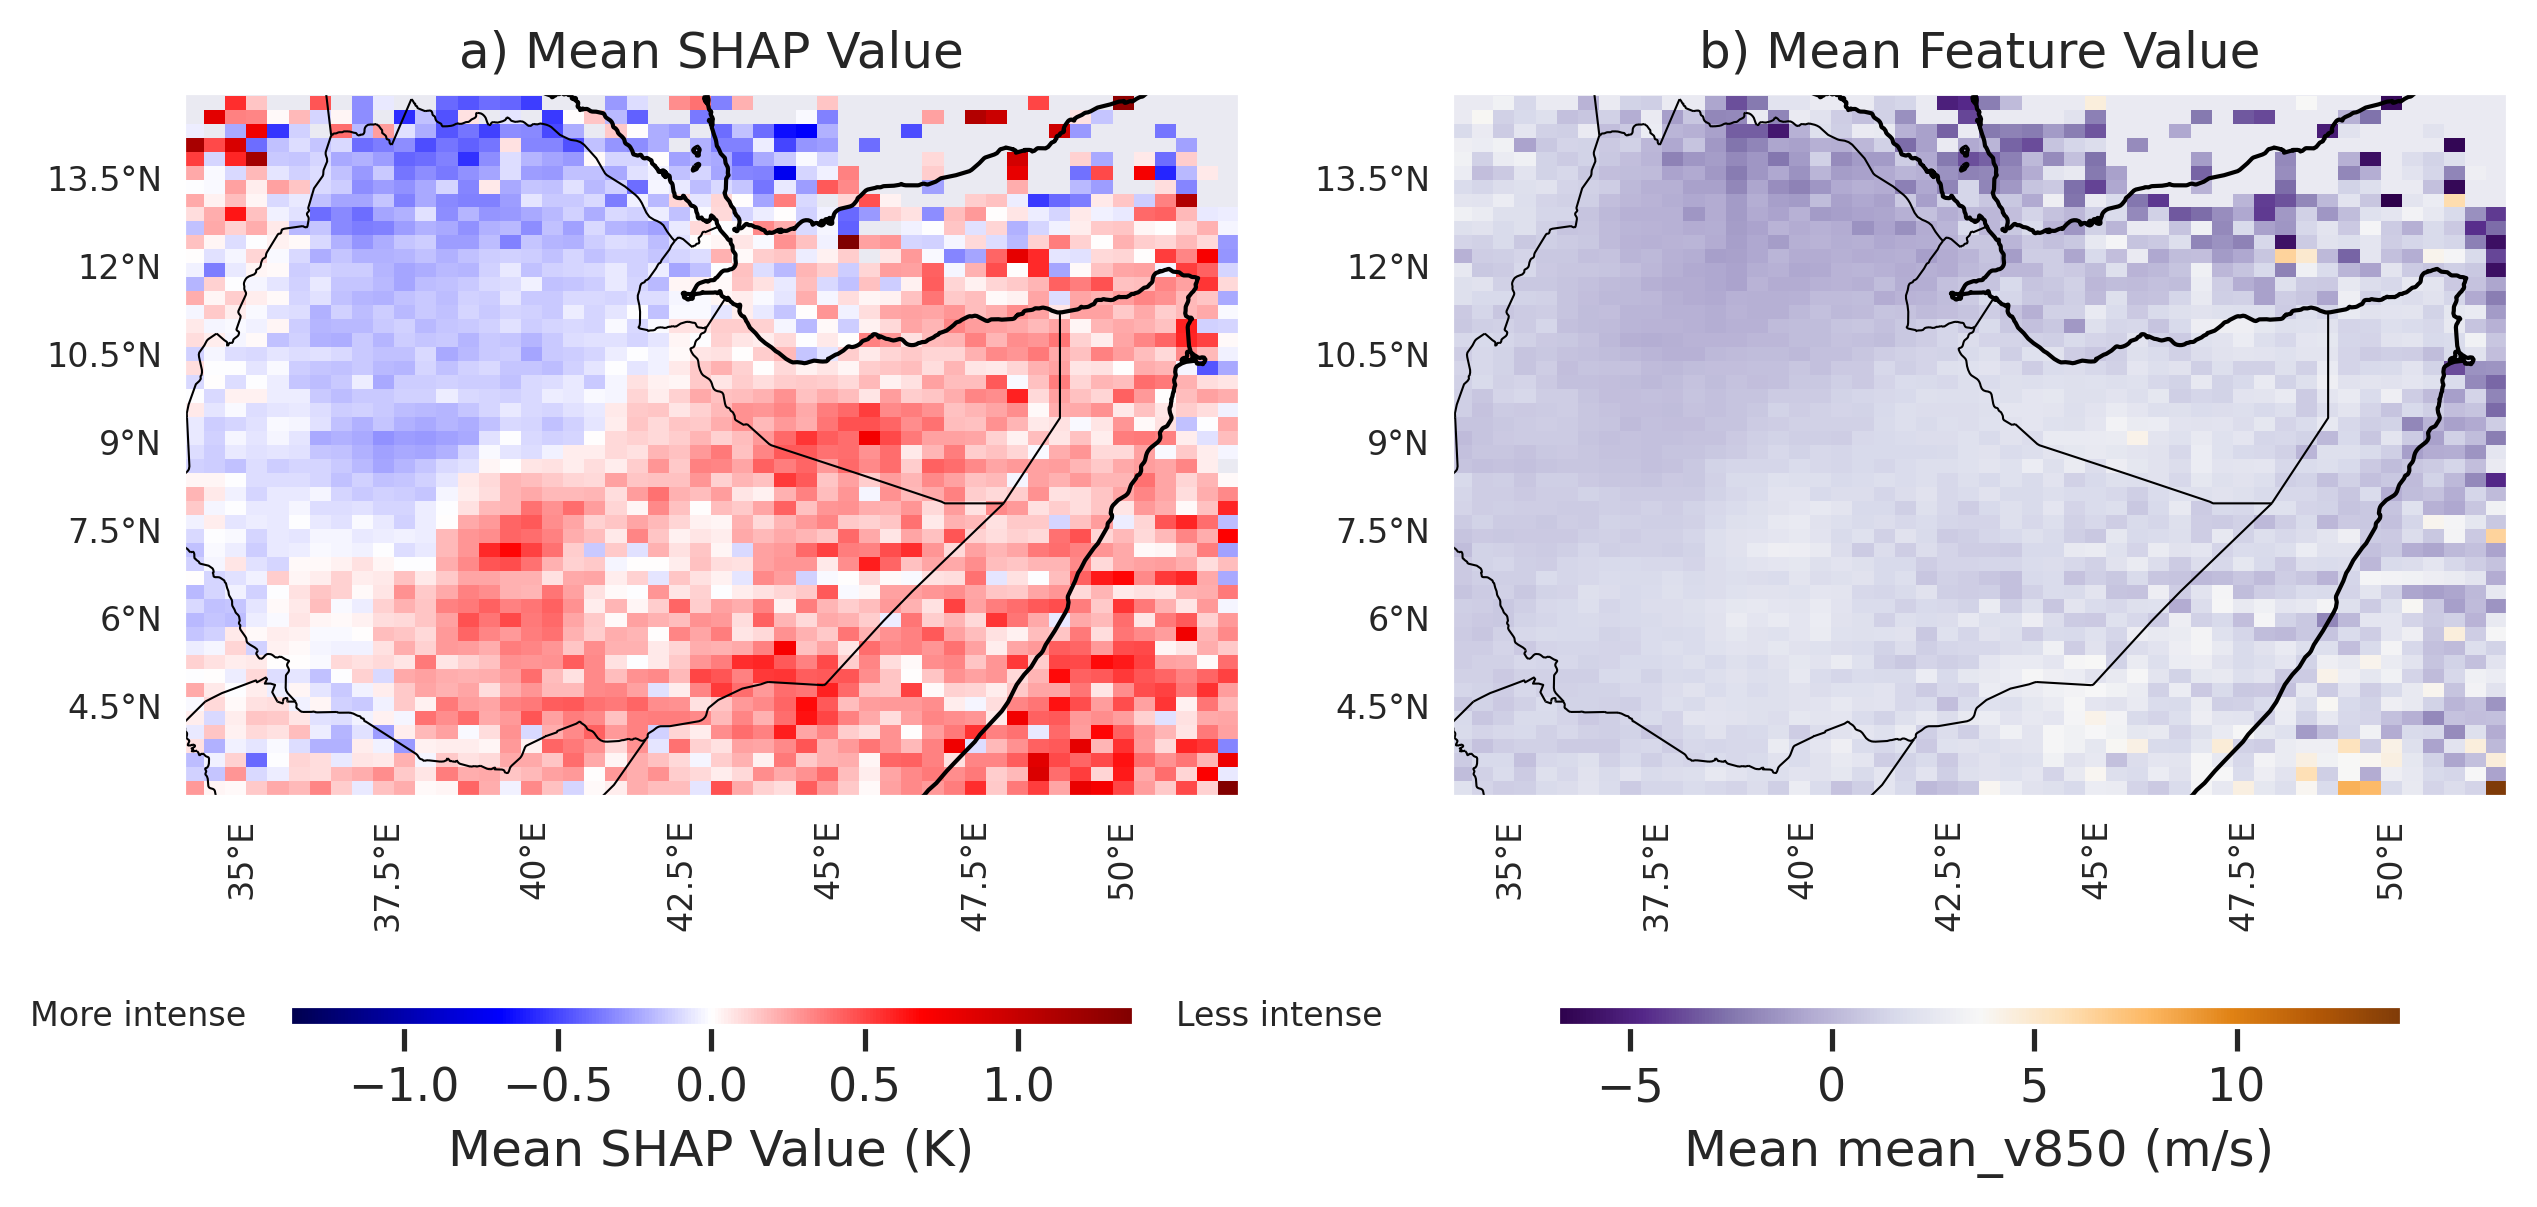 a) Mean SHAP Value
b) Mean Feature Value
13.5°N
12°N
10.5°N
9°N
7.5°N
6°N
4.5°N
13.5°N
12°N
10.5°N
9°N
7.5°N
6°N
4.5°N
35°E
37.5°E
40°E
42.5°E
45°E
47.5°E
50°E
35°E
37.5°E
40°E
42.5°E
45°E
47.5°E
50°E
More intense
Less intense
−1.0 −0.5 0.0 0.5 1.0
−5 0 5 10
Mean SHAP Value (K)
Mean mean_v850 (m/s)